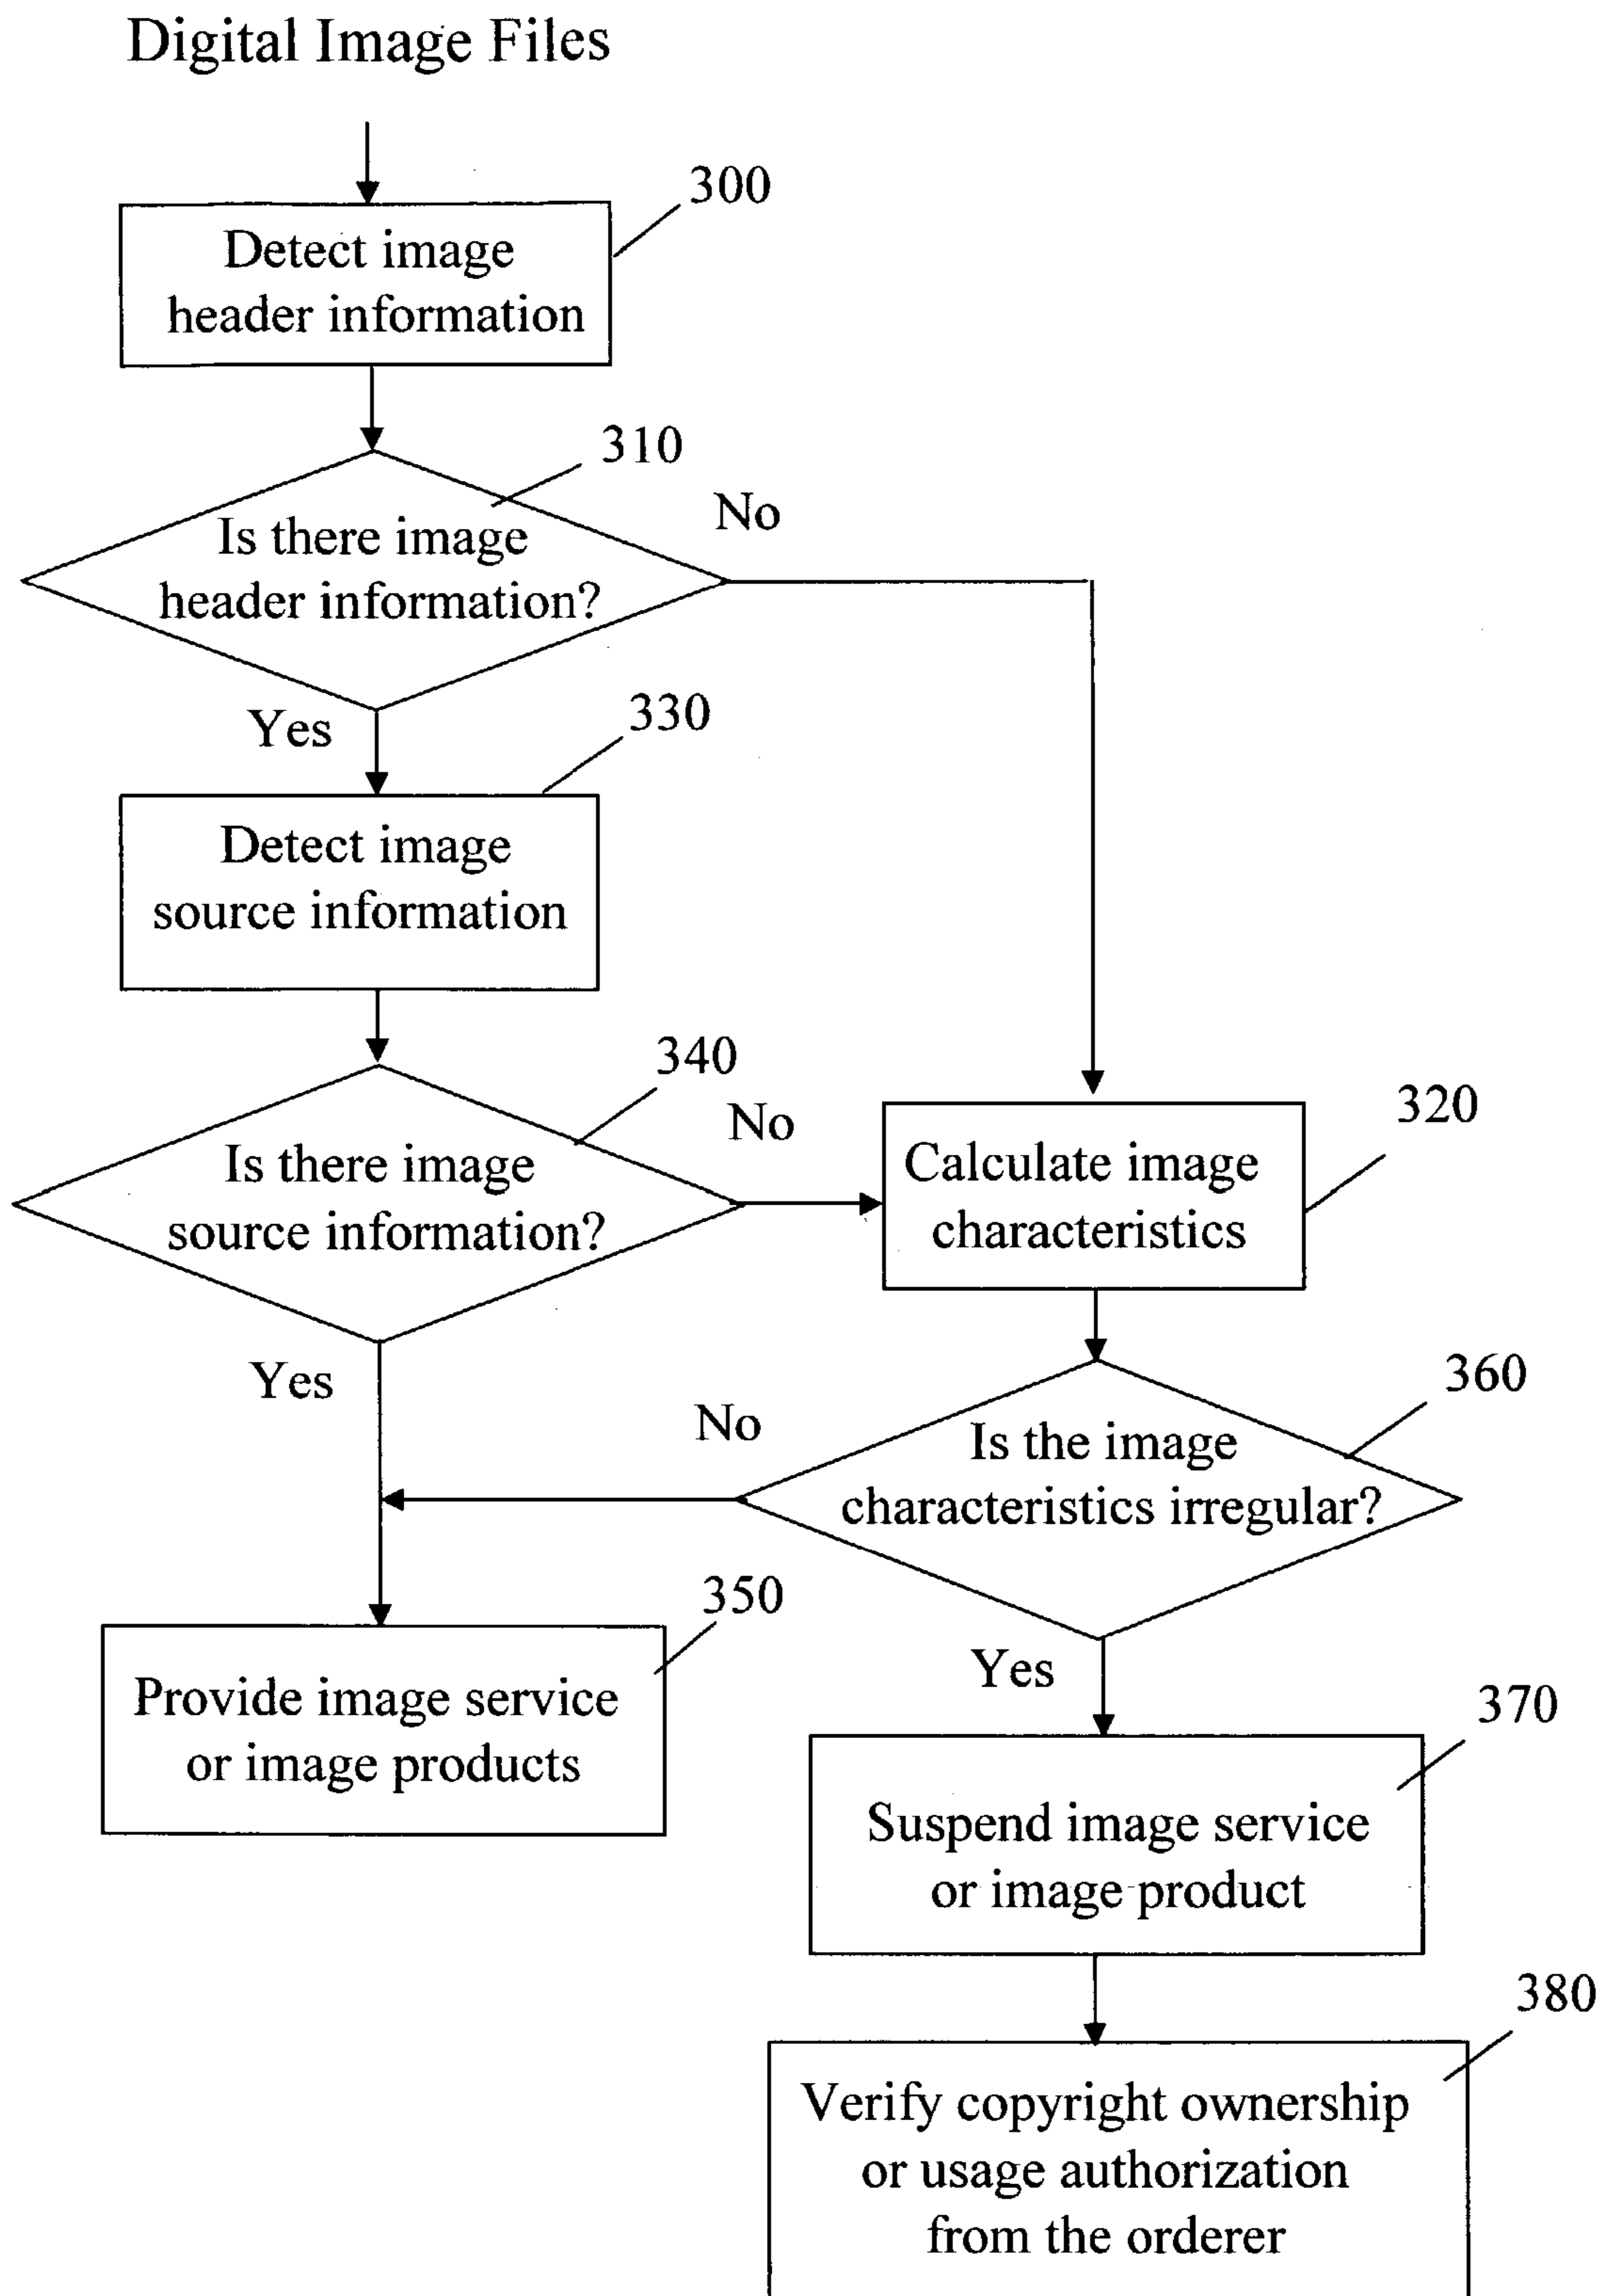 Digital Image Files
300
Detect image
header information
310
No
Is there image
header information?
Yes
330
Detect image
source information
340
No
Is there image
source information?
320
Calculate image
characteristics
Yes
360
No
Is the image
characteristics irregular?
350
Provide image service
or image products
Yes
370
Suspend image service
or image product
380
Verify copyright ownership
or usage authorization
from the orderer